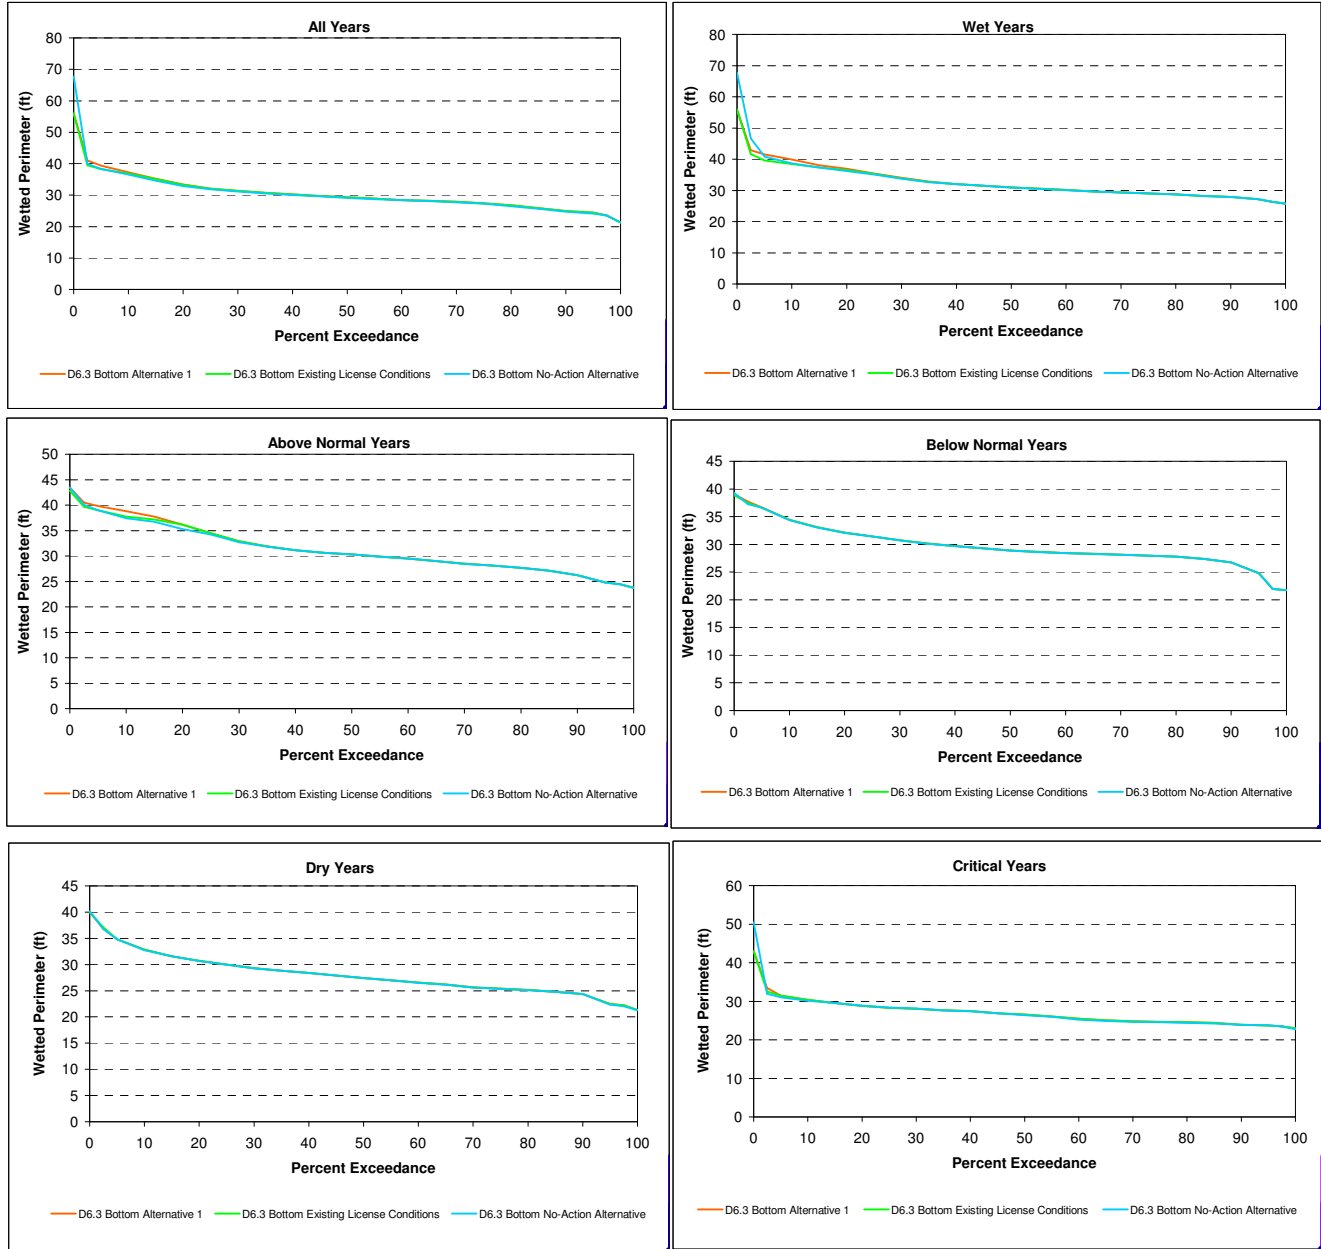 All Years
80
70
60
50
40
30
20
10
0
Wetted Perimeter (ft)
0 10 20 30 40 50 60 70 80 90 100
Percent Exceedance
D6.3 Bottom Alternative 1 D6.3 Bottom Existing License Conditions D6.3 Bottom No-Action Alternative
Wet Years
80
70
60
50
40
30
20
10
0
Wetted Perimeter (ft)
0 10 20 30 40 50 60 70 80 90 100
Percent Exceedance
D6.3 Bottom Alternative 1 D6.3 Bottom Existing License Conditions D6.3 Bottom No-Action Alternative
Above Normal Years
50
45
40
35
30
25
20
15
10
5
0
Wetted Perimeter (ft)
0 10 20 30 40 50 60 70 80 90 100
Percent Exceedance
D6.3 Bottom Alternative 1 D6.3 Bottom Existing License Conditions D6.3 Bottom No-Action Alternative
Below Normal Years
45
40
35
30
25
20
15
10
5
0
Wetted Perimeter (ft)
0 10 20 30 40 50 60 70 80 90 100
Percent Exceedance
D6.3 Bottom Alternative 1 D6.3 Bottom Existing License Conditions D6.3 Bottom No-Action Alternative
Dry Years
45
40
35
30
25
20
15
10
5
0
Wetted Perimeter (ft)
0 10 20 30 40 50 60 70 80 90 100
Percent Exceedance
D6.3 Bottom Alternative 1 D6.3 Bottom Existing License Conditions D6.3 Bottom No-Action Alternative
Critical Years
60
50
40
30
20
10
0
Wetted Perimeter (ft)
0 10 20 30 40 50 60 70 80 90 100
Percent Exceedance
D6.3 Bottom Alternative 1 D6.3 Bottom Existing License Conditions D6.3 Bottom No-Action Alternative